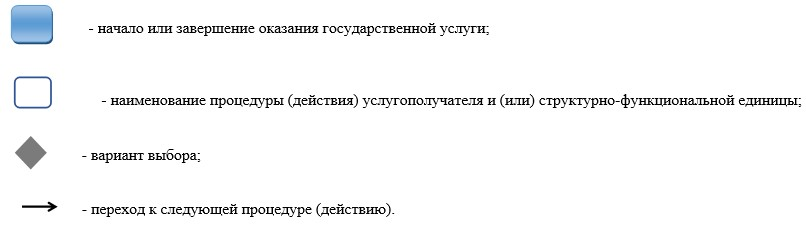 - начало или завершение оказания государственной услуги;
- наименование процедуры (действия) услугополучателя и (или) структурно-функциональной единицы;
- вариант выбора;
- переход к следующей процедуре (действию).